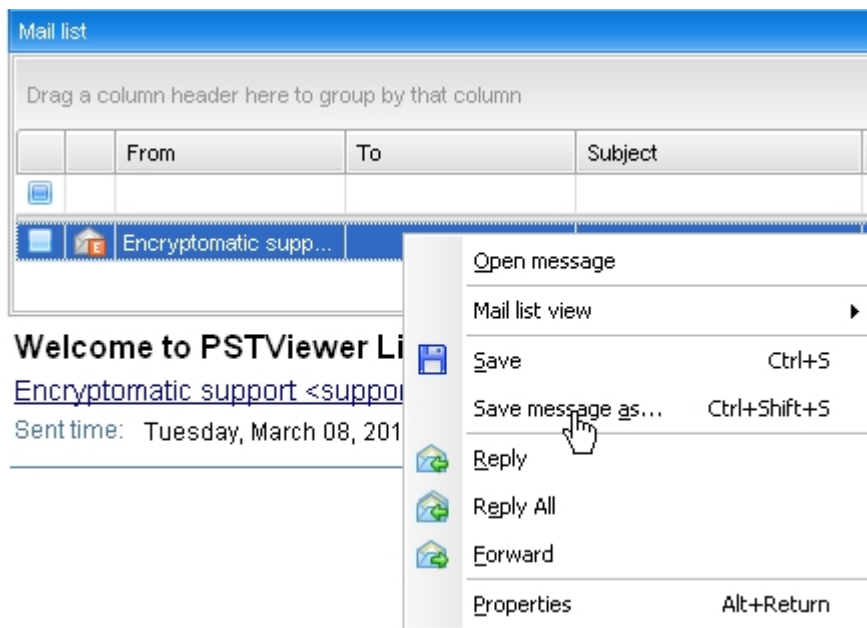 Mail list
Drag a column header here to group by that column
From To Subject
Encryptomatic supp...
Open message
Mail list view
Welcome to PSTViewer Li
Save Ctrl+S
Encryptomatic support <suppo
Save message as... Ctrl+Shift+S
Sent time: Tuesday, March 08, 201
Reply
Reply All
Forward
Properties Alt+Return